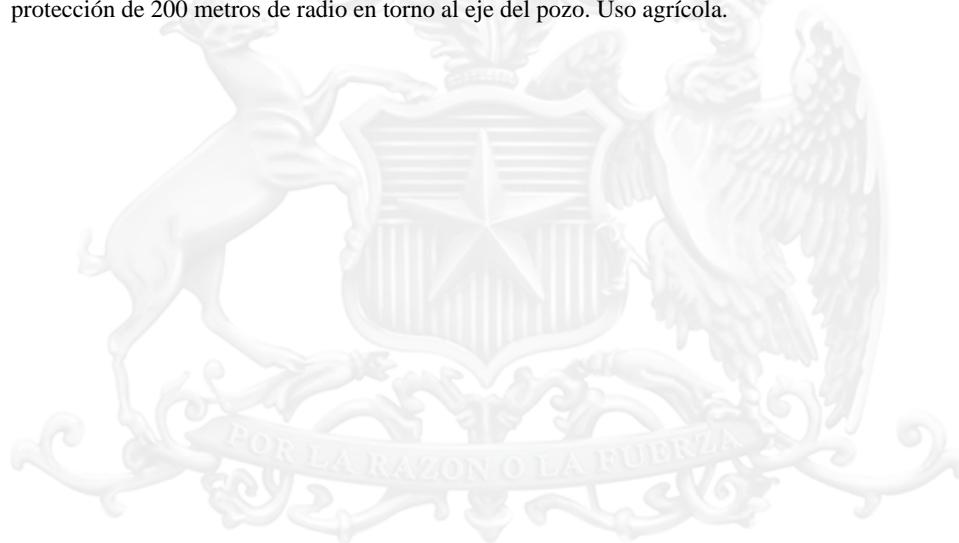 protección de 200 metros de radio en torno al eje del pozo. Uso agrícola.
POR LA RAZON O LA FUERZA